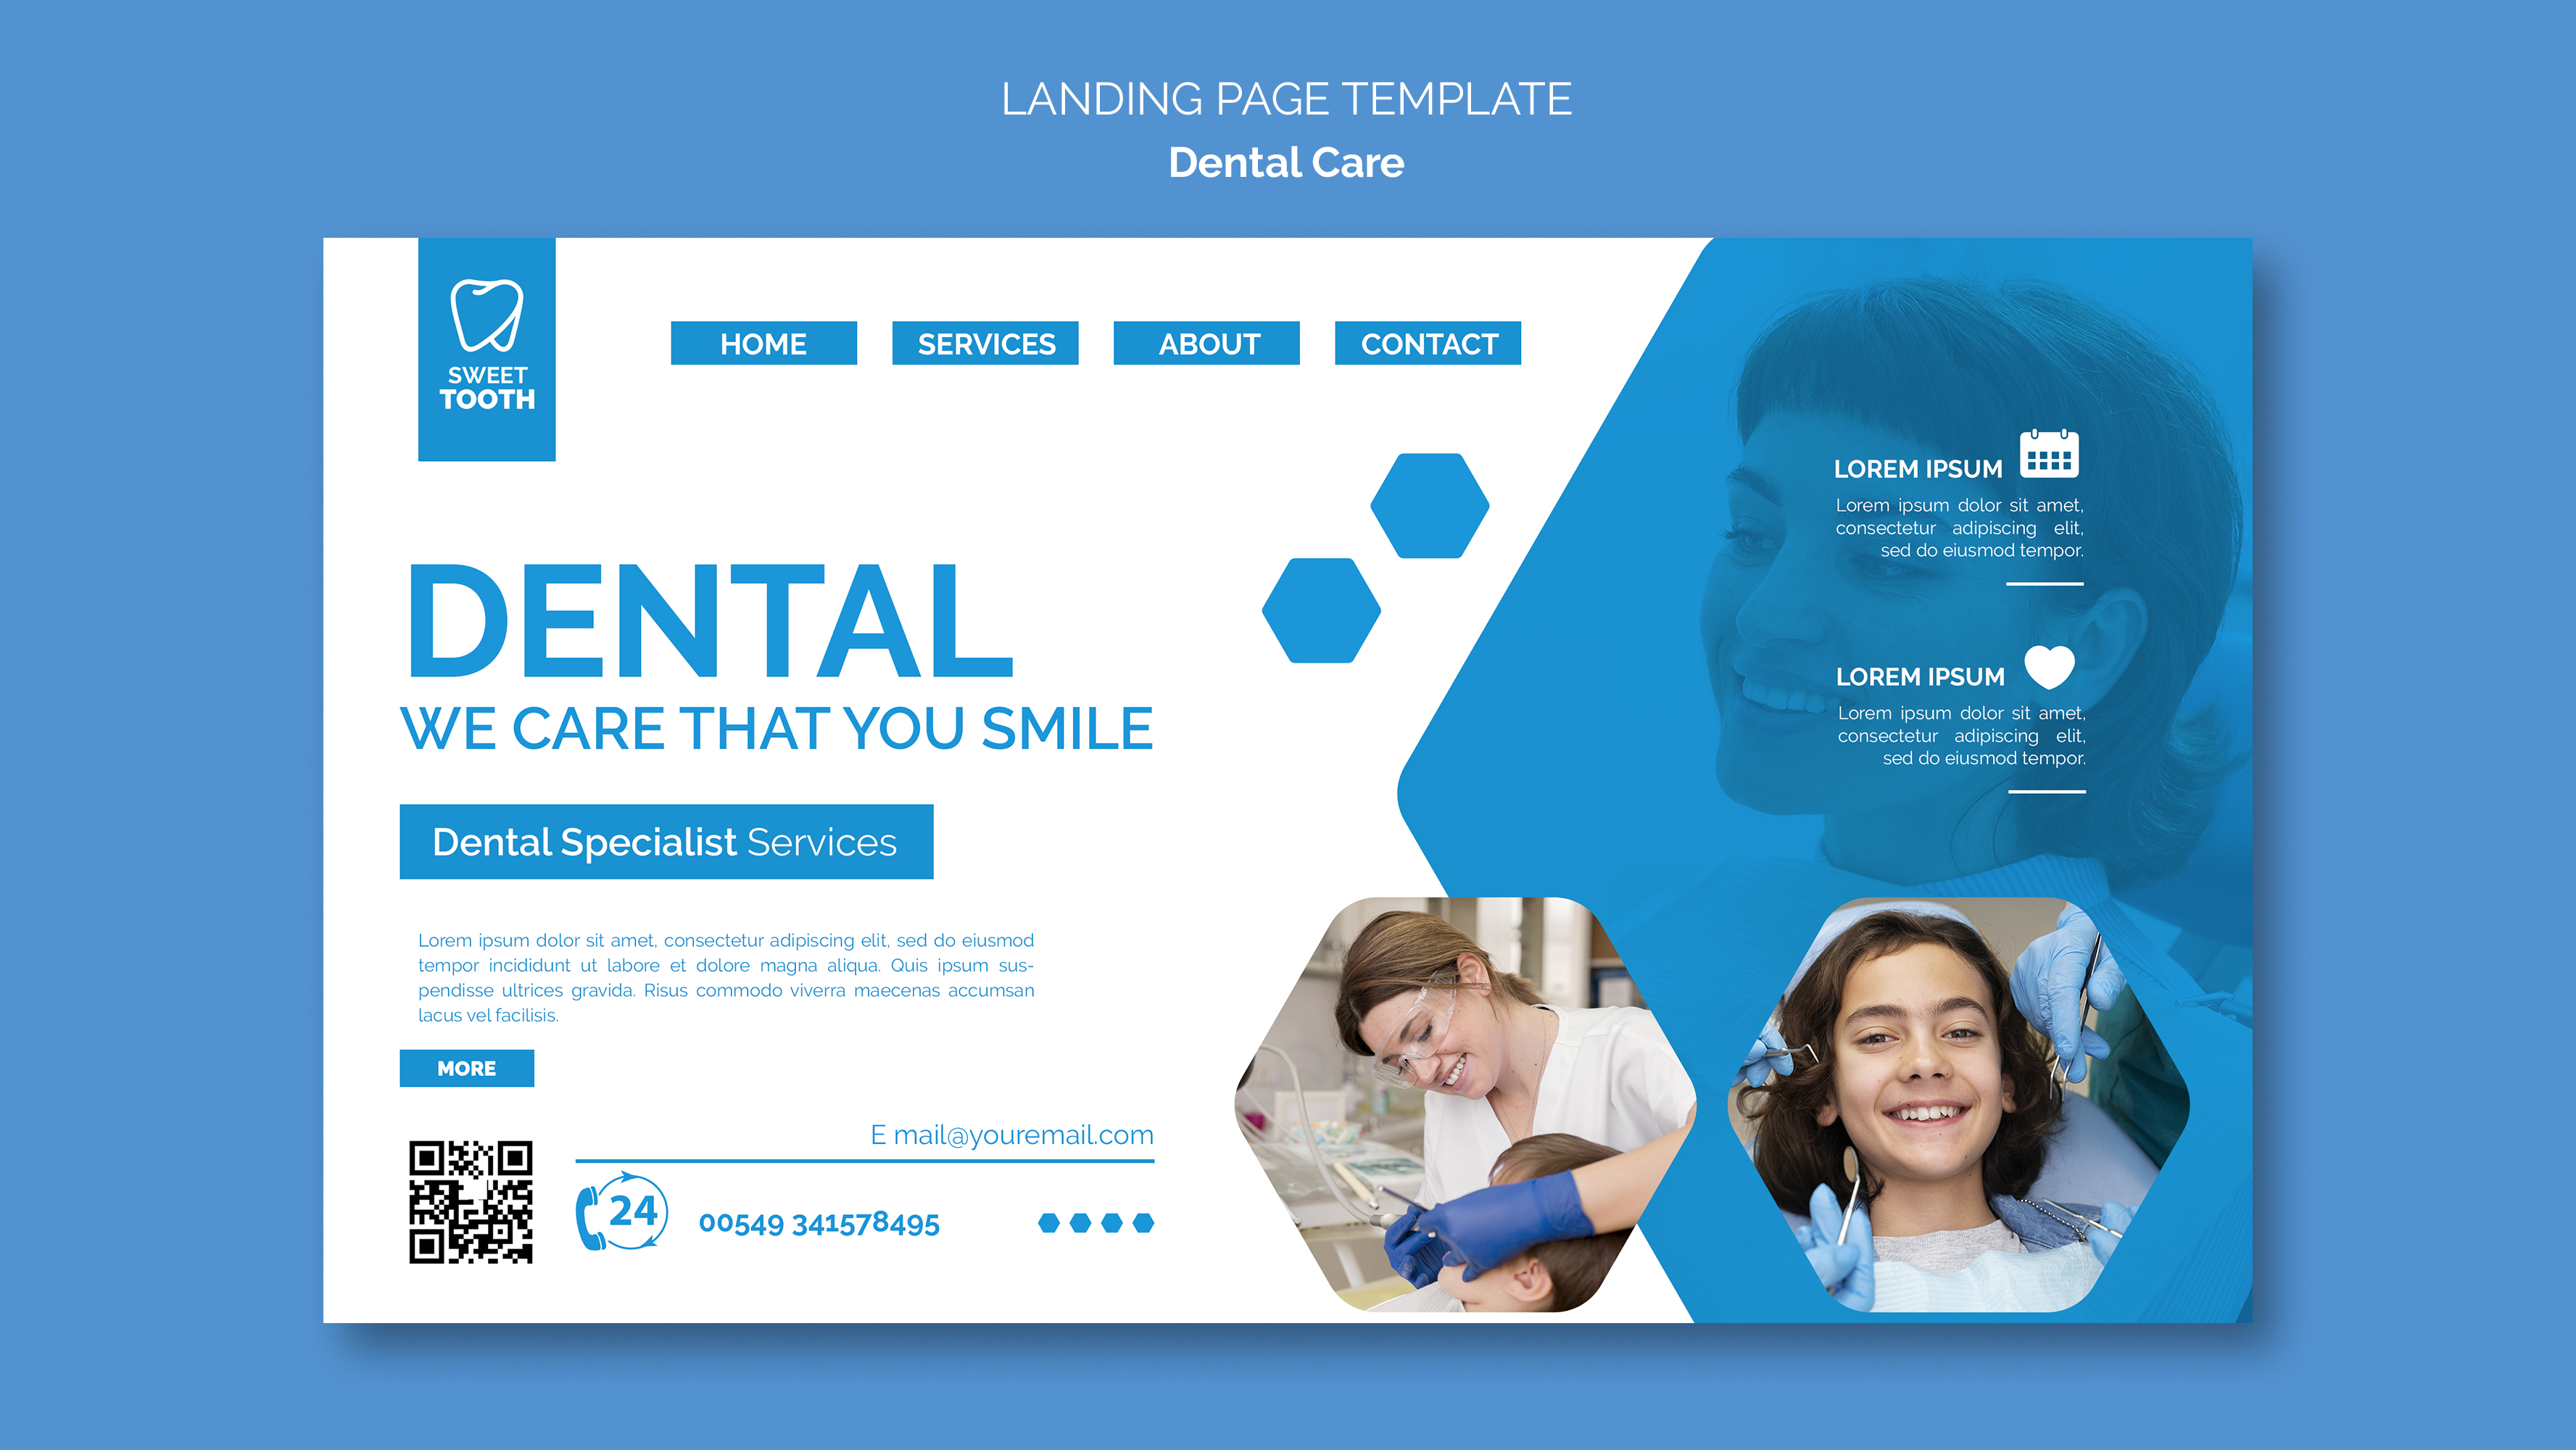 LANDING PAGE TEMPLATE
Dental Care
SWEET
TOOTH
HOME
SERVICES
ABOUT
CONTACT
DENTAL
WE CARE THAT YOU SMILE
Dental Specialist Services
Lorem ipsum dolor sit amet, consectetur adipiscing elit, sed do eiusmod
tempor incididunt ut labore et dolore magna aliqua. Quis ipsum sus-
pendisse ultrices gravida. Risus commodo viverra maecenas accumsan
lacus vel facilisis.
MORE
E mail@youremail.com
24
00549 341578495
LOREM IPSUM
Lorem ipsum dolor sit amet,
consectetur adipiscing elit,
sed do eiusmod tempor.
LOREM IPSUM
Lorem ipsum dolor sit amet,
consectetur adipiscing elit,
sed do eiusmod tempor.